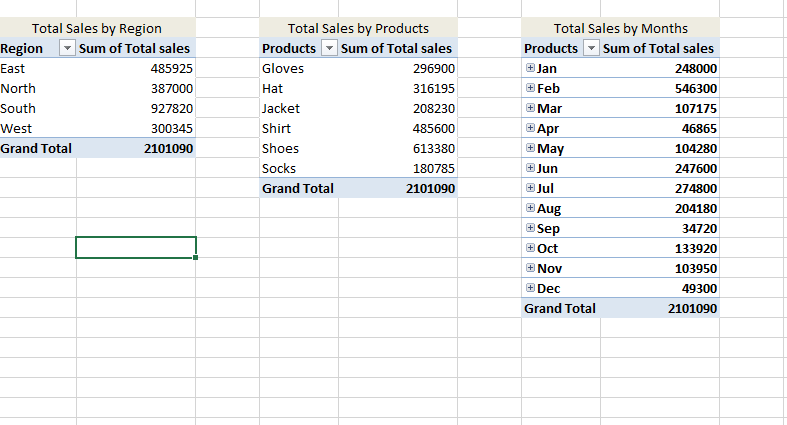 Total Sales by Region
Region Sum of Total sales
East 485925
North 387000
South 927820
West 300345
Grand Total 2101090
Total Sales by Products
Products Sum of Total sales
Gloves 296900
Hat 316195
Jacket 208230
Shirt 485600
Shoes 613380
Socks 180785
Grand Total 2101090
Total Sales by Months
Products Sum of Total sales
Jan 248000
Feb 546300
Mar 107175
Apr 46865
May 104280
Jun 247600
Jul 274800
Aug 204180
Sep 34720
Oct 133920
Nov 103950
Dec 49300
Grand Total 2101090